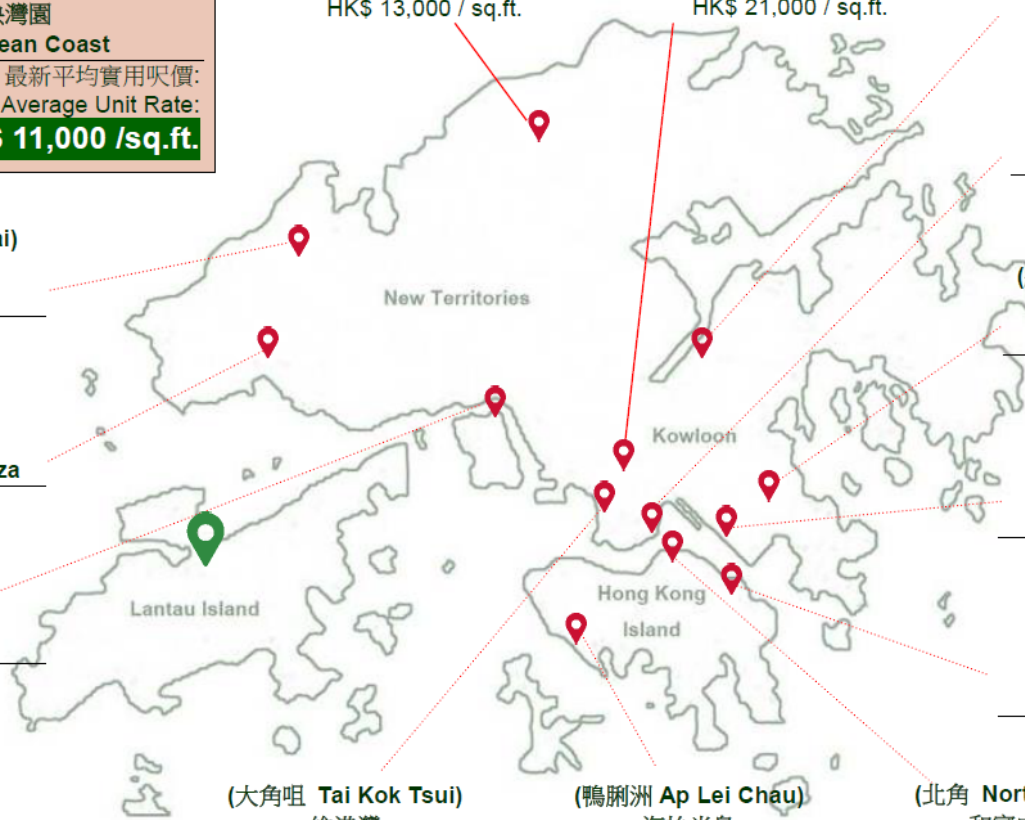 灣園
ean Coast
最新平均實用呎價:
Average Unit Rate:
$ 11,000 /sq.ft.
HK$ 13,000 / sq.ft.
HK$ 21,000 / sq.ft.
ai)
New Territories
(
Kowloon
za
Lantau Island
Hong Kong
Island
(大角咀 Tai Kok Tsui)
(鴨脷洲 Ap Lei Chau)
(北角 Nort